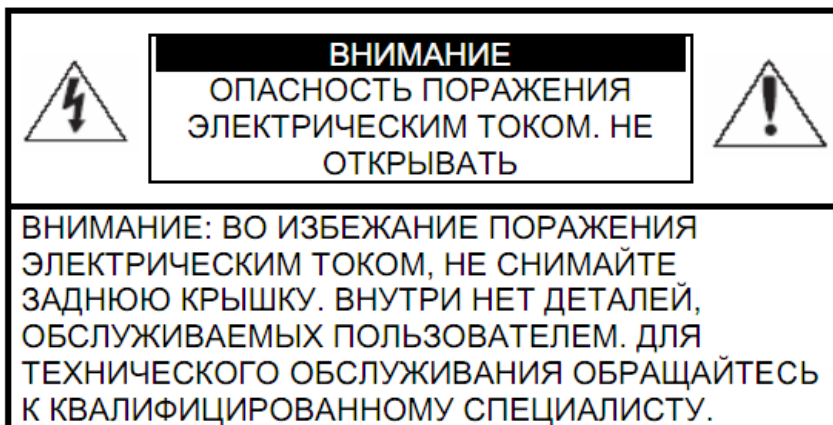 ВНИМАНИЕ
ОПАСНОСТЬ ПОРАЖЕНИЯ
ЭЛЕКТРИЧЕСКИМ ТОКОМ. НЕ
ОТКРЫВАТЬ
ВНИМАНИЕ: ВО ИЗБЕЖАНИЕ ПОРАЖЕНИЯ
ЭЛЕКТРИЧЕСКИМ ТОКОМ, НЕ СНИМАЙТЕ
ЗАДНЮЮ КРЫШКУ. ВНУТРИ НЕТ ДЕТАЛЕЙ,
ОБСЛУЖИВАЕМЫХ ПОЛЬЗОВАТЕЛЕМ. ДЛЯ
ТЕХНИЧЕСКОГО ОБСЛУЖИВАНИЯ ОБРАЩАЙТЕСЬ
К КВАЛИФИЦИРОВАННОМУ СПЕЦИАЛИСТУ.